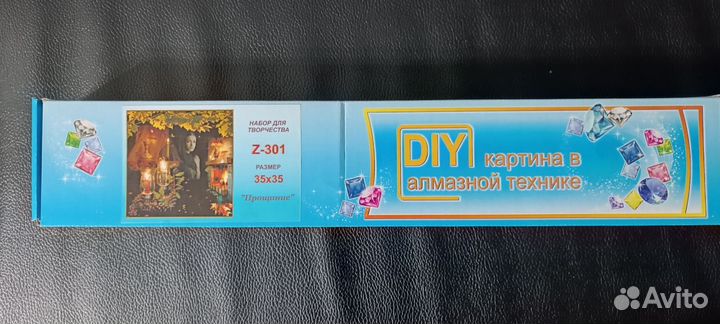 НАБОР ДЛЯ
ТВОРЧЕСТВА
Z-301
РАЗМЕР
35x35
"Прощание"
DIY картина в
алмазной технике
Avito